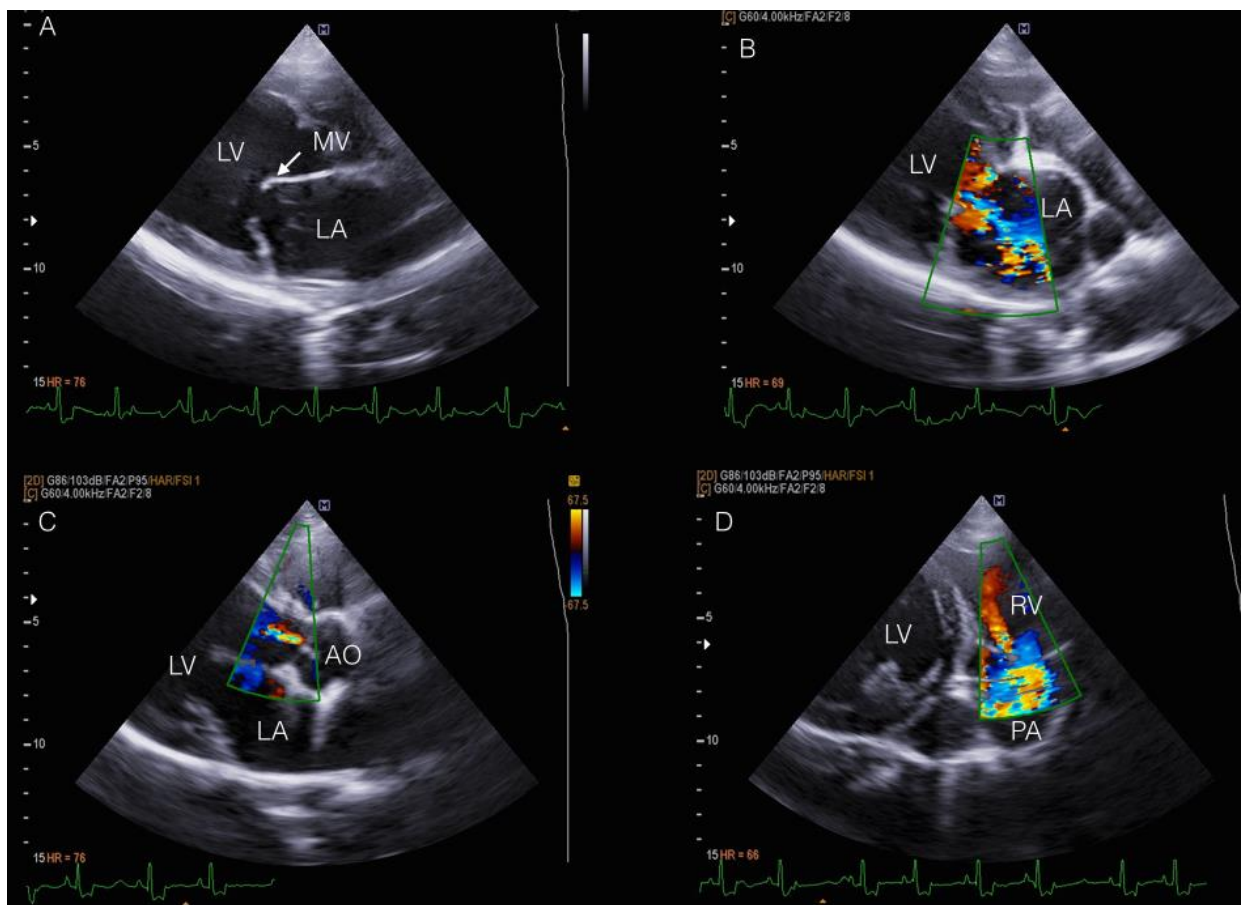 A
M
5
LV
MV
LA
10
15 HR = 76
[C] G60/4.00kHz/FA2/F2/8
B
M
5
LV
LA
10
15 HR = 69
[2D] G86/103dB/FA2/P95/HAR/FSI 1
[C] G60/4.00kHz/FA2/F2/8
C
M
67.5
-67.5
5
LV
AO
LA
10
15 HR = 76
[2D] G86/103dB/FA2/P95/HAR/FSI 1
[C] G60/4.00kHz/FA2/F2/8
D
M
5
LV
RV
PA
10
15 HR = 66